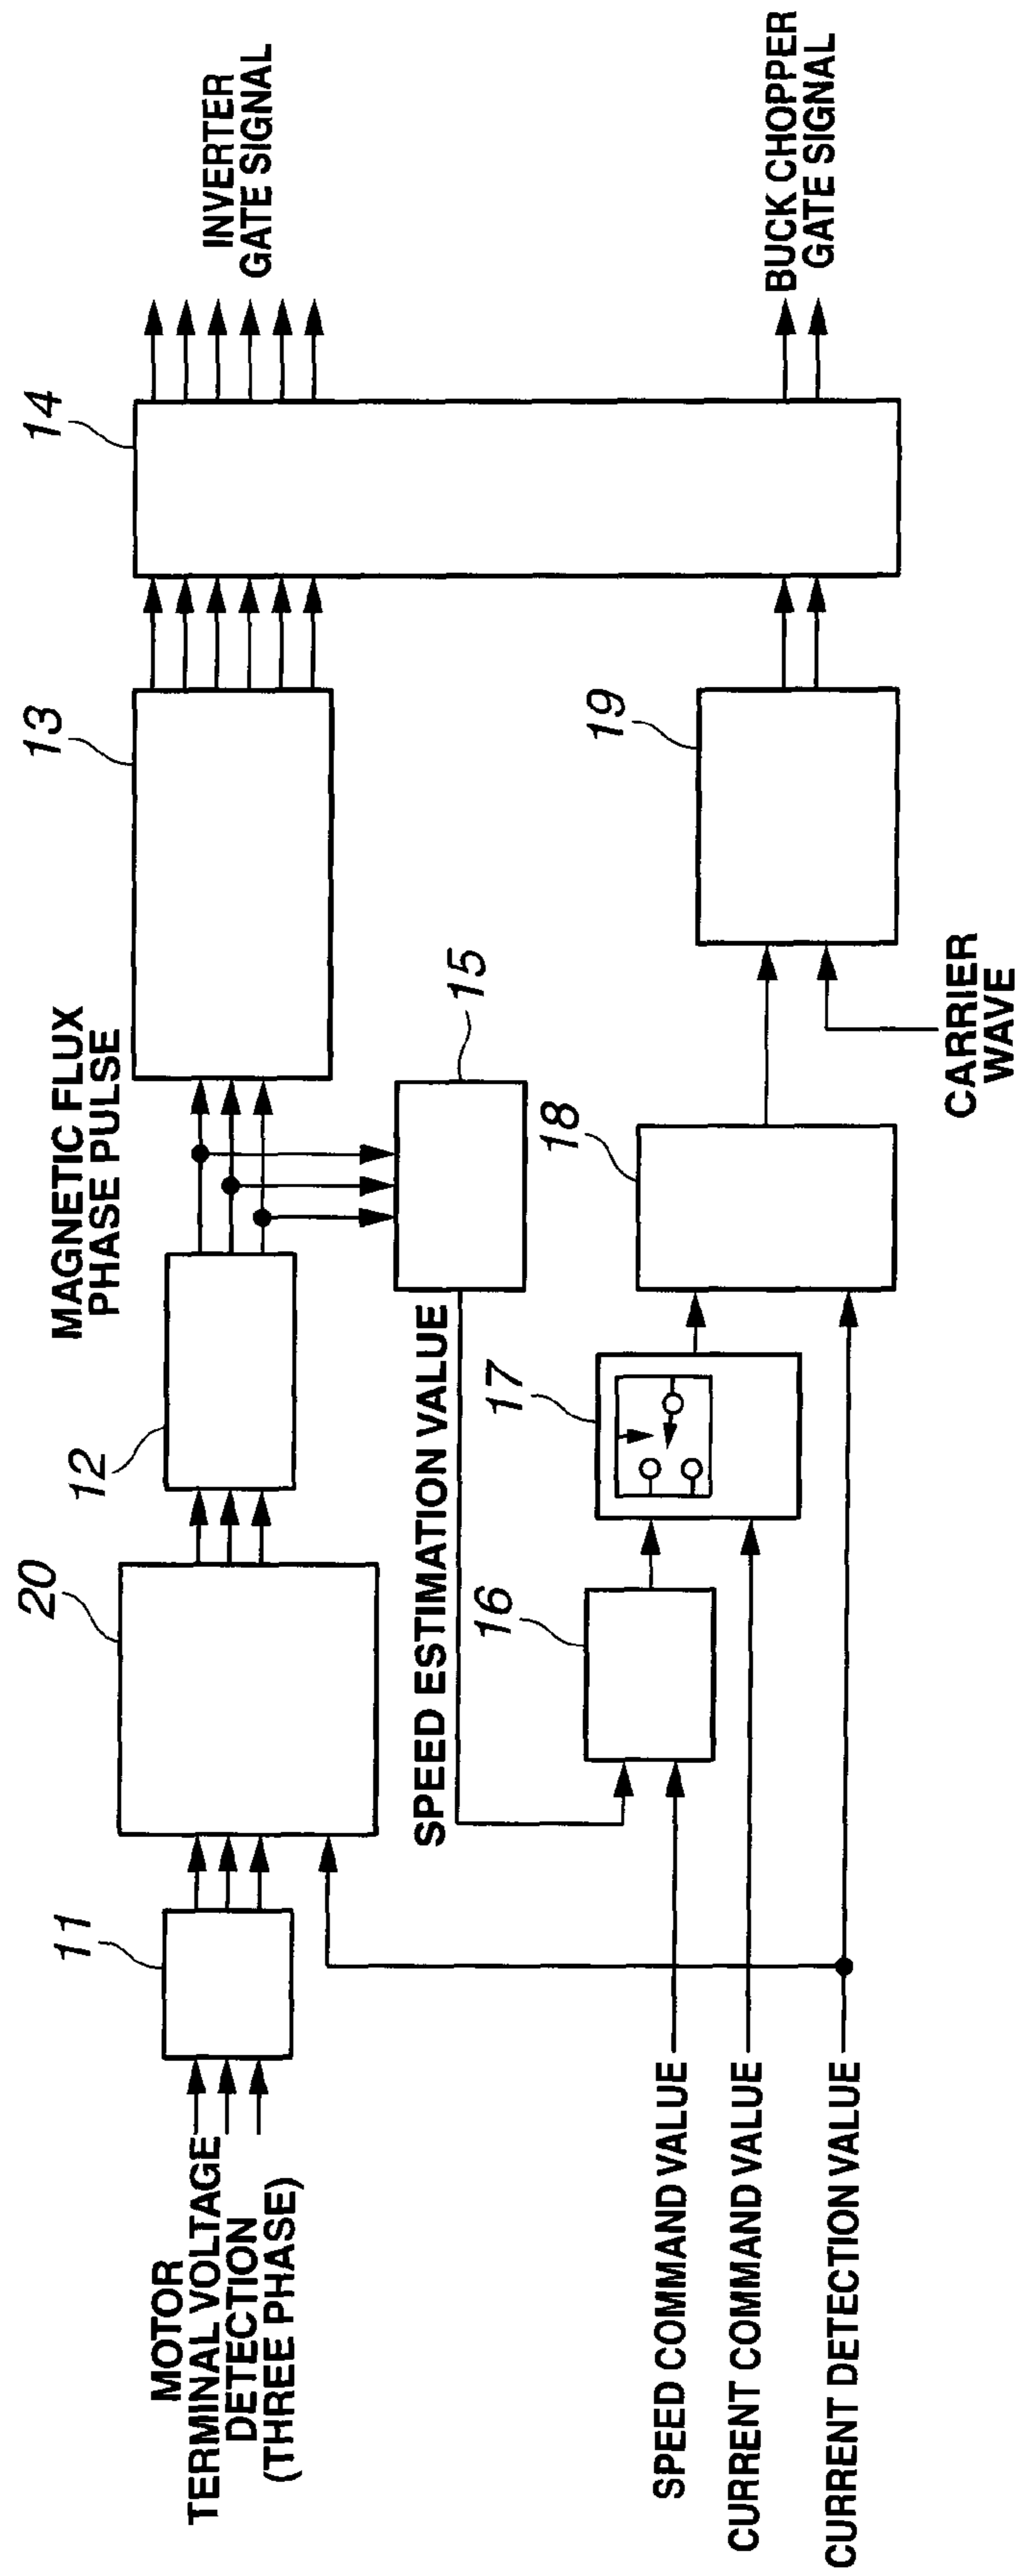 MOTOR
TERMINAL VOLTAGE
DETECTION
(THREE PHASE)
11
20
12
MAGNETIC FLUX
PHASE PULSE
13
14
INVERTER
GATE SIGNAL
SPEED ESTIMATION VALUE
15
SPEED COMMAND VALUE
CURRENT COMMAND VALUE
CURRENT DETECTION VALUE
16
17
18
CARRIER
WAVE
19
BUCK CHOPPER
GATE SIGNAL